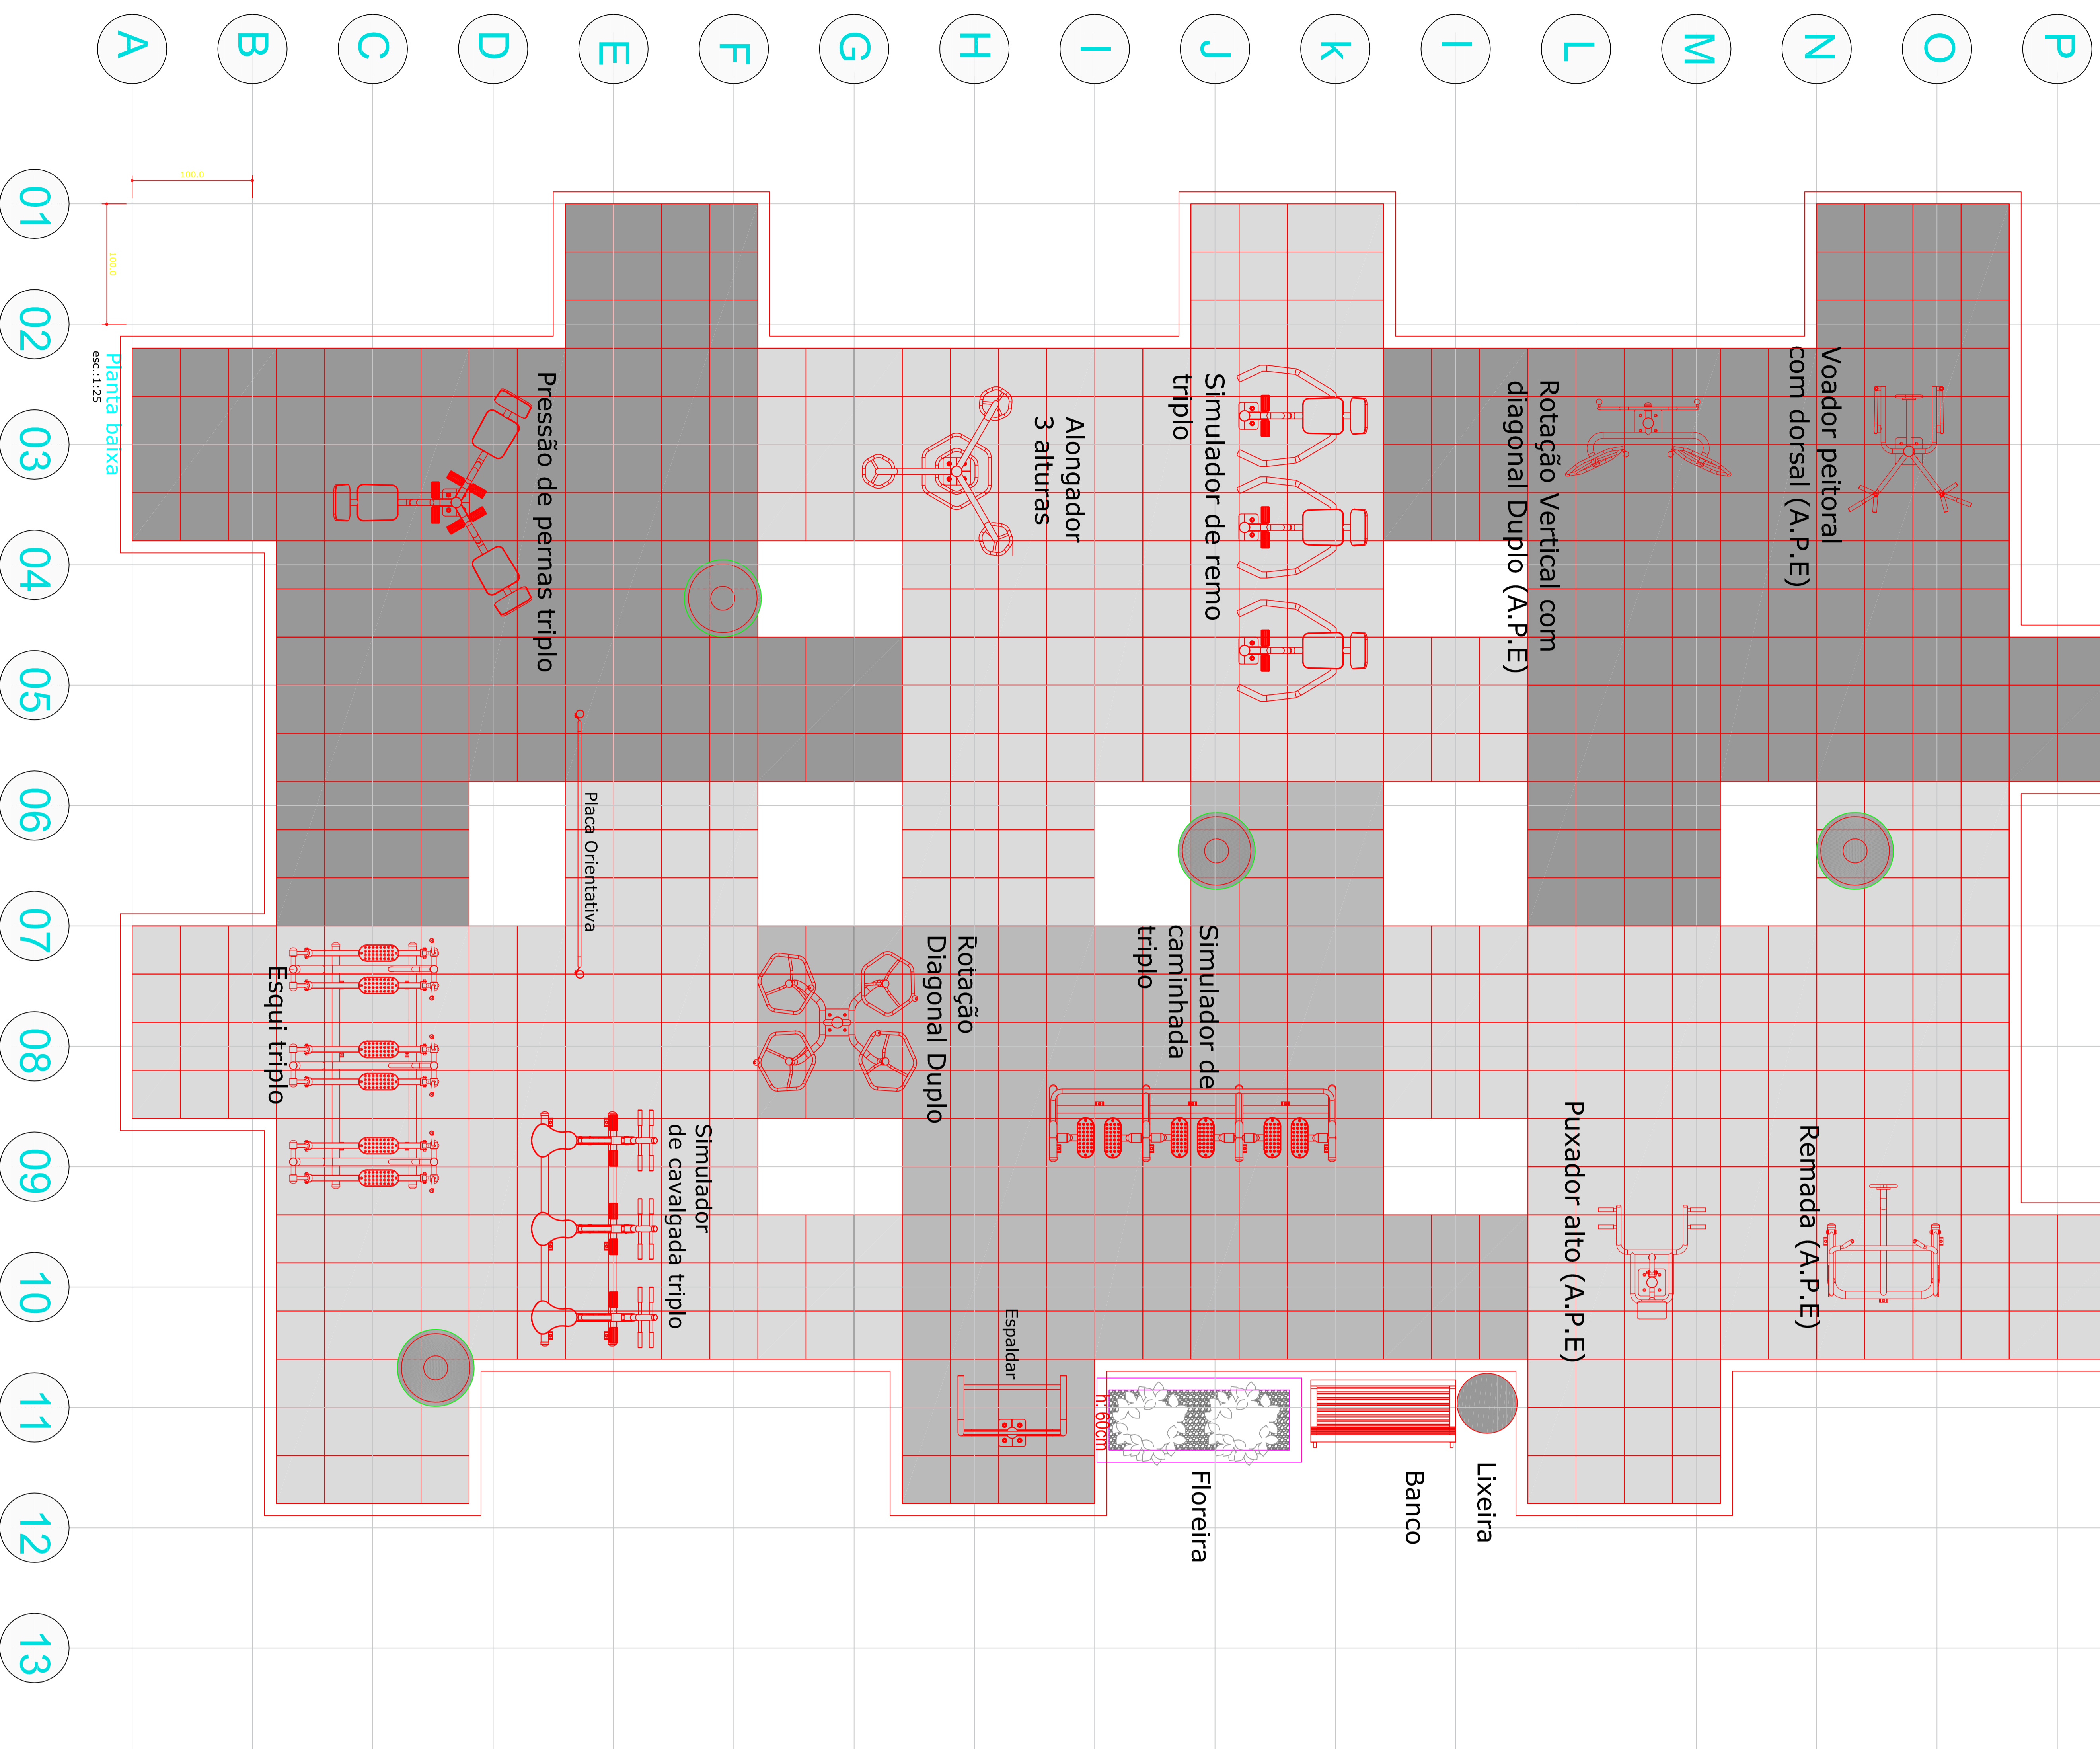 A
B
C
D
E
F
G
H
I
J
k
I
L
M
N
O
P
01
02
03
04
05
06
07
08
09
10
11
12
13
100.0
Planta baixa
esc.:1:25
Pressão de pernas triplo
Alongador
3 alturas
Simulador de remo
triplo
Rotação Vertical com
diagonal Duplo (A.P.E)
Voador peitoral
com dorsal (A.P.E)
Placa Orientativa
Esqui triplo
Simulador
de cavalgada triplo
Rotação
Diagonal Duplo
Simulador de
caminhada
triplo
Puxador alto (A.P.E)
Remada (A.P.E)
Espaldar
h: 60cm
Floreira
Banco
Lixeira